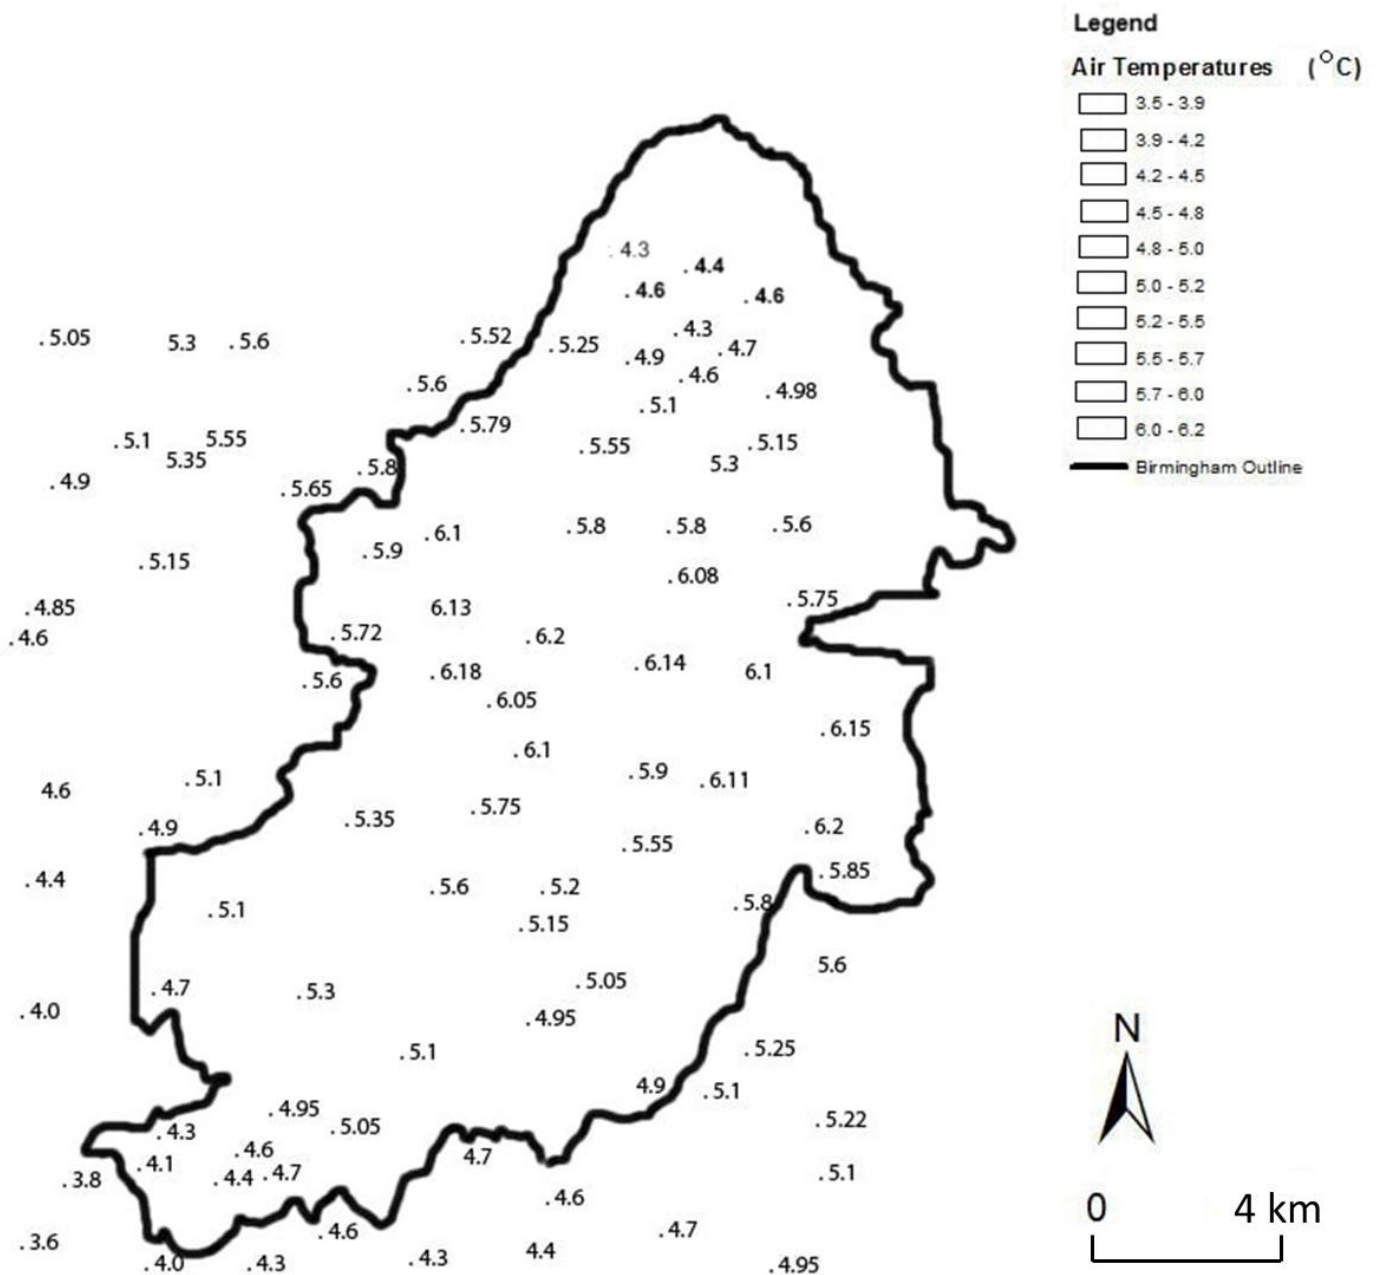 Legend
Air Temperatures (°C)
3.5 - 3.9
3.9 - 4.2
4.2 - 4.5
4.5 - 4.8
4.8 - 5.0
5.0 - 5.2
5.2 - 5.5
5.5 - 5.7
5.7 - 6.0
6.0 - 6.2
Birmingham Outline
. 4.3
. 4.4
. 4.6 . 4.6
. 5.05 5.3 . 5.6 . 5.52 . 5.25 . 4.3
. 4.9 . 4.7
. 5.6 . 4.6 . 4.98
. 5.1
. 5.79
. 5.1 5.55 . 5.55 . 5.15
5.35 . 5.8 5.3
. 4.9 . 5.65
. 6.1 . 5.8 . 5.8 . 5.6
. 5.15 . 5.9
. 6.08
. 4.85 6.13 . 5.75
. 4.6 . 5.72 . 6.2
. 5.6 . 6.18 . 6.14 6.1
. 6.05
. 6.15
. 6.1
4.6 . 5.1 . 5.9 . 6.11
. 4.9 . 5.35 . 5.75 . 6.2
. 5.55
. 4.4 . 5.6 . 5.2 . 5.85
. 5.1 . 5.15 . 5.8
5.6
. 4.7 . 5.3 . 5.05
. 4.0 . 4.95
. 5.1 . 5.25
4.9 . 5.1
. 4.95
. 4.3 . 5.05 . 5.22
. 4.1 . 4.6 4.7
. 3.8 . 4.4 . 4.7 . 5.1
. 4.6
. 3.6 . 4.6 . 4.7
. 4.0 . 4.3 . 4.3 4.4 . 4.95
N
0 4 km